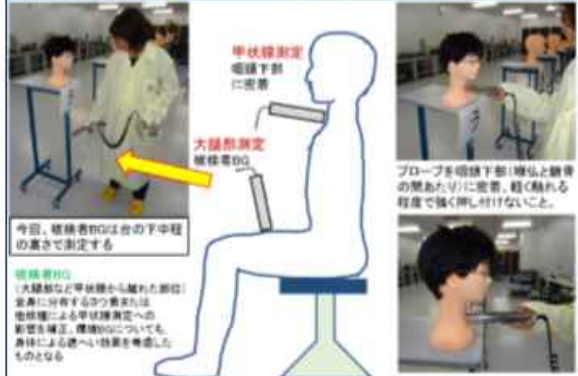 甲状腺測定
咽頭下部
に密着
大腿部測定
被検者BG
今回、被検者BGは台の下中程
の高さで測定する
被検者BG
(大腿部など甲状腺から離れた部位)
全身に分布するヨウ素または
他核種による甲状腺測定への
影響を補正。環境BGについても、
身体による遮へい効果を考慮した
ものとなる
プローブを咽頭下部(喉仏と鎖骨
の間あたり)に密着、軽く触れる
程度で強く押し付けないこと。